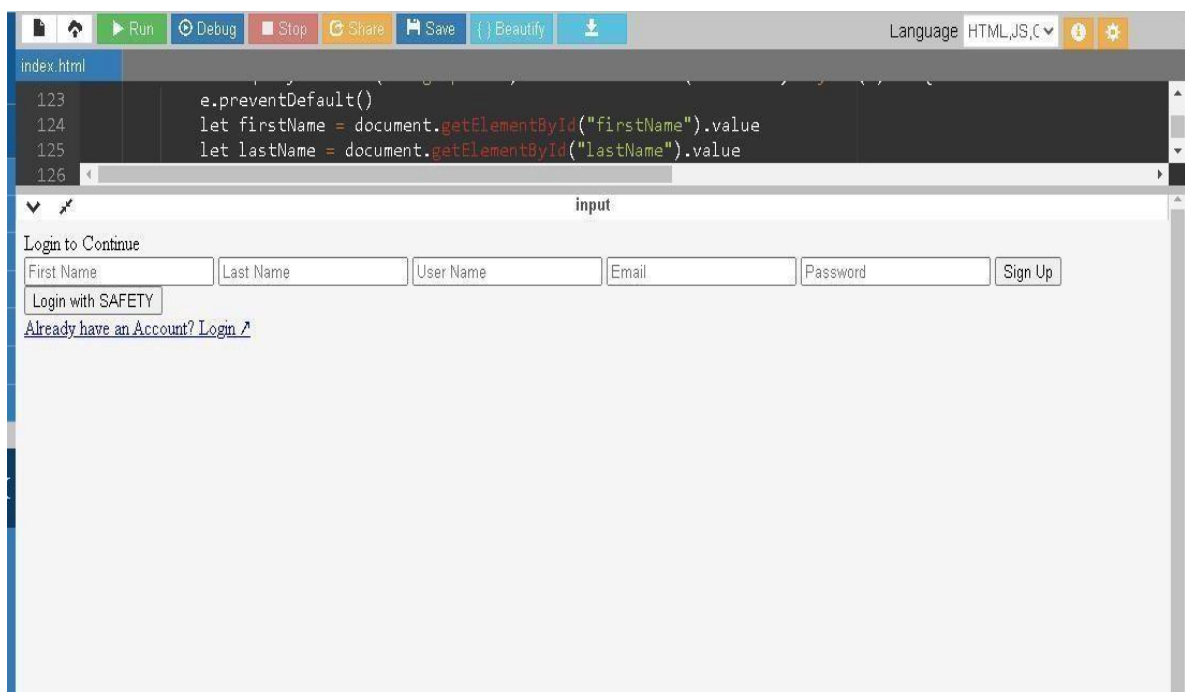 Run Debug Stop Share Save { } Beautify Language HTML,JS,C
index.html
123 e.preventDefault()
124 let firstName = document.getElementById("firstName").value
125 let lastName = document.getElementById("lastName").value
126
input
Login to Continue
First Name Last Name User Name Email Password Sign Up
Login with SAFETY
Already have an Account? Login ↗